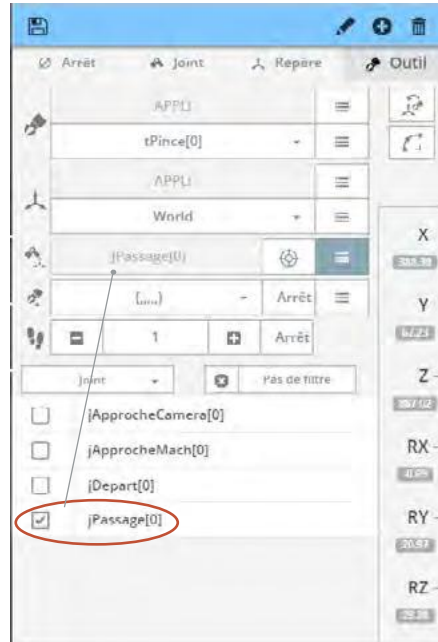 Arrêt Joint Repère Outil
APPLI
tPince[0]
APPLI
World
jPassage[0]
{,,,,,} Arrêt
1 Arrêt
Joint Pas de filtre
jApprocheCamera[0]
jApprocheMach[0]
jDepart[0]
jPassage[0]
X
Y
Z
RX
RY
RZ